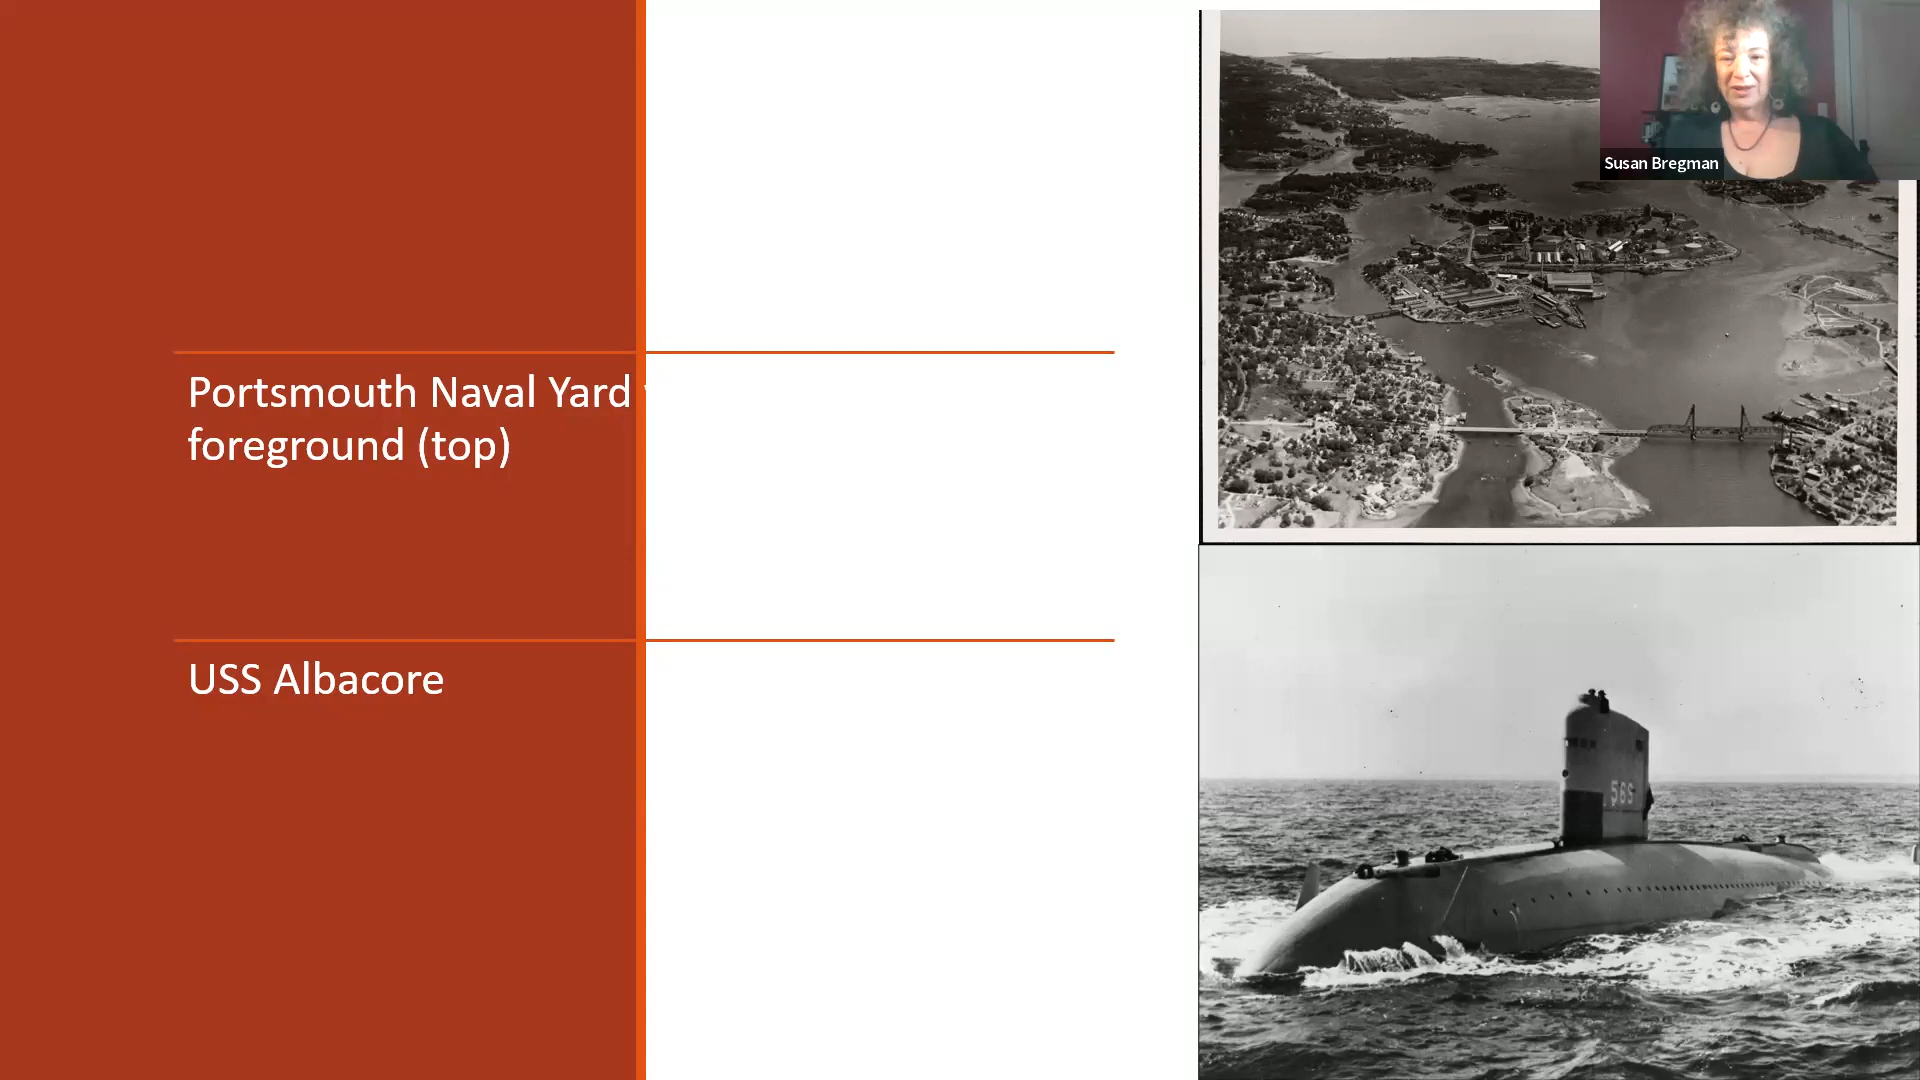 Susan Bregman
Portsmouth Naval Yard
foreground (top)
USS Albacore
569